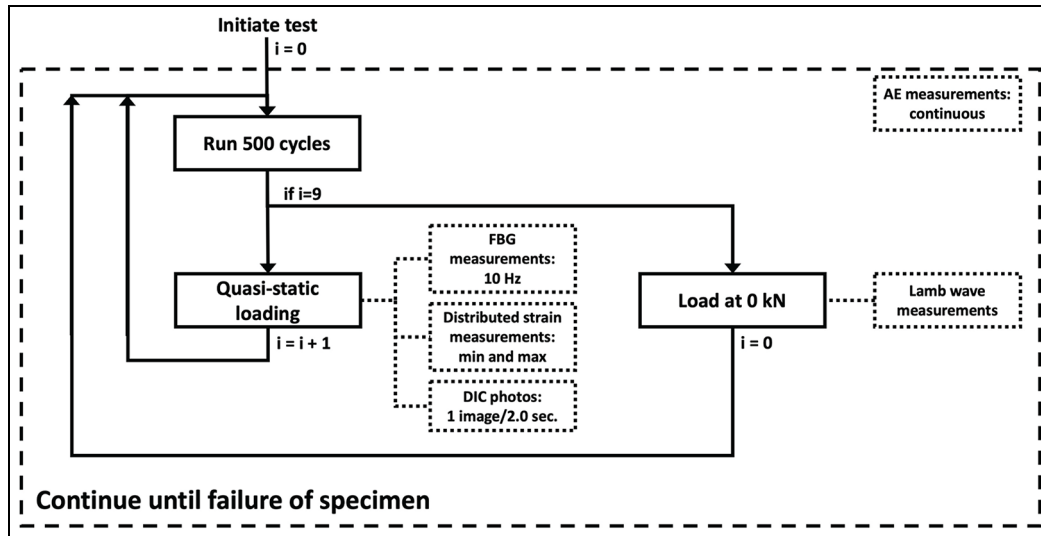 Initiate test
i = 0
AE measurements:
continuous
Run 500 cycles
if i=9
FBG
measurements:
10 Hz
Quasi-static
loading
Distributed strain
measurements:
min and max
DIC photos:
1 image/2.0 sec.
i = i + 1
Load at 0 kN
Lamb wave
measurements
i = 0
Continue until failure of specimen